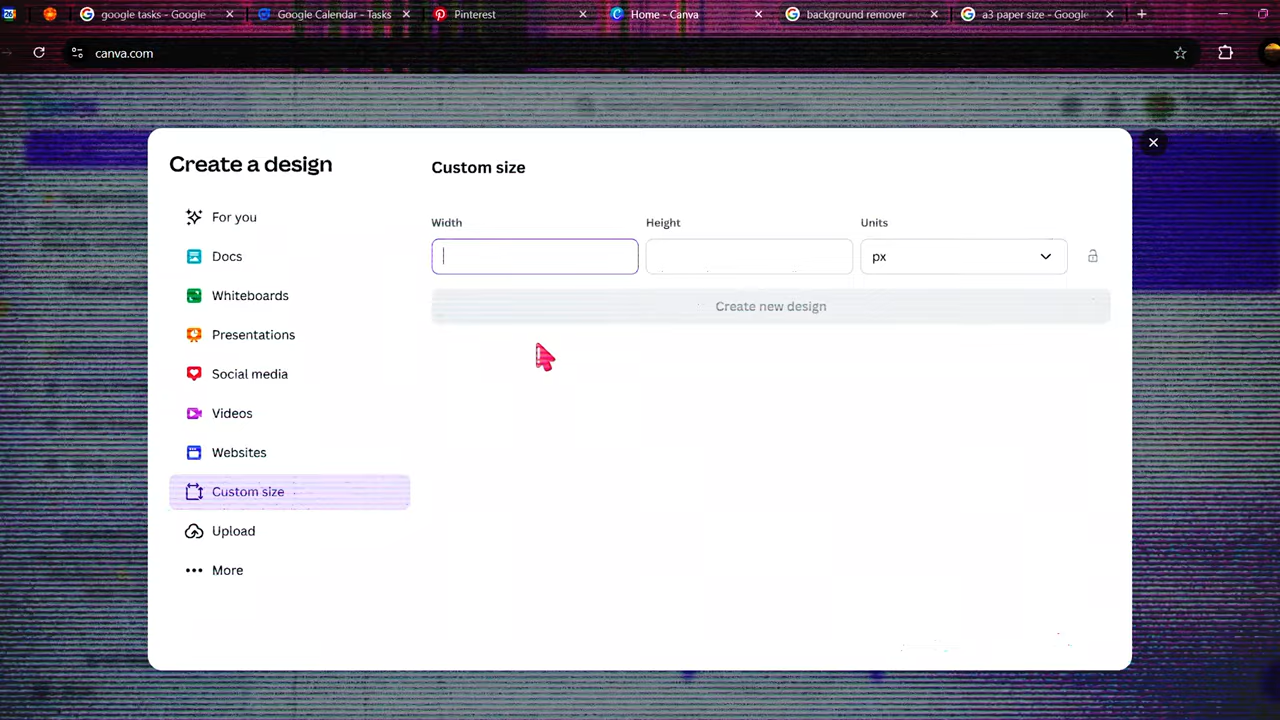 26
google tasks - Google
Google Calendar - Tasks
Pinterest
Home - Canva
background remover -
a3 paper size - Google
canva.com
Create a design
For you
Docs
Whiteboards
Presentations
Social media
Videos
Websites
Custom size
Upload
More
Custom size
Width
Height
Units
px
Create new design